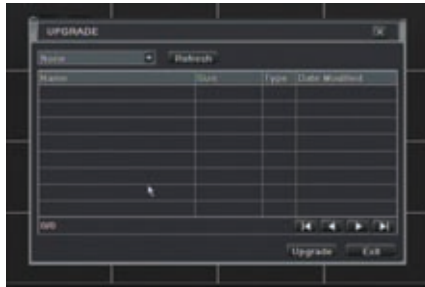 UPGRADE
None Refresh
Name Size Type Date Modified
0/0
Upgrade Exit